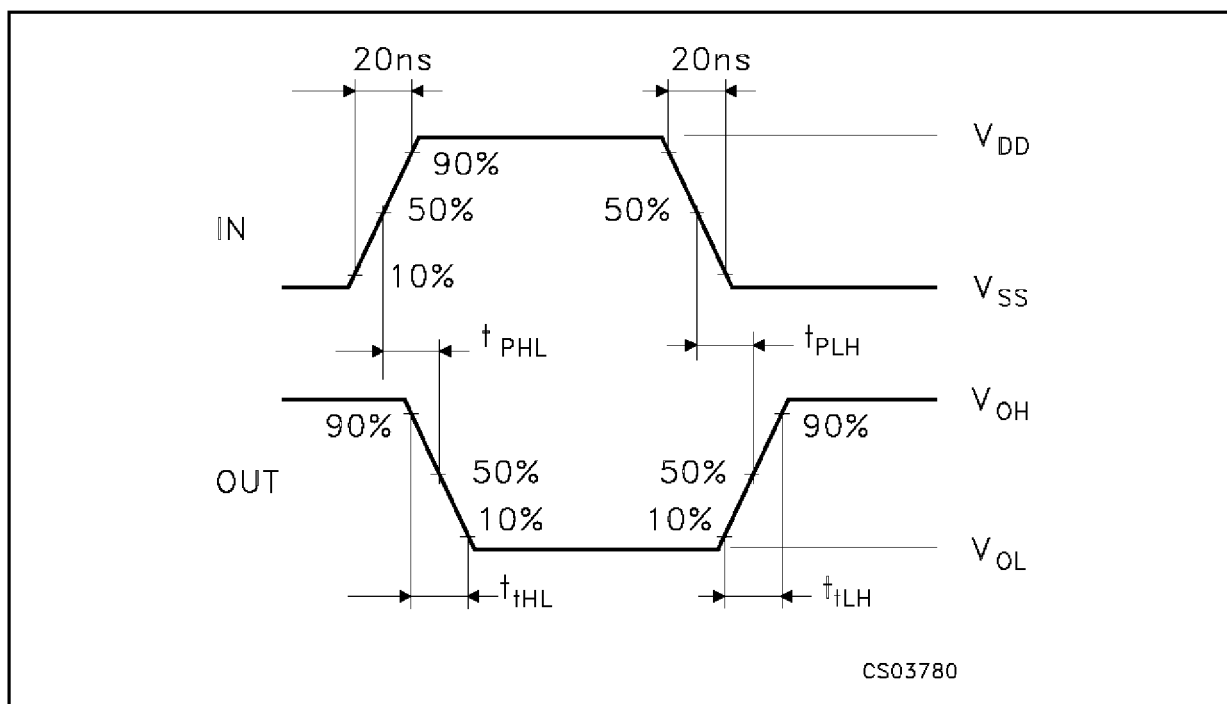 20ns 20ns
V_DD
90%
IN 50% 50%
10%
V_SS
t_PHL t_PLH
V_OH
90% 90%
OUT 50% 50%
10% 10%
V_OL
t_tHL t_tLH
CS03780